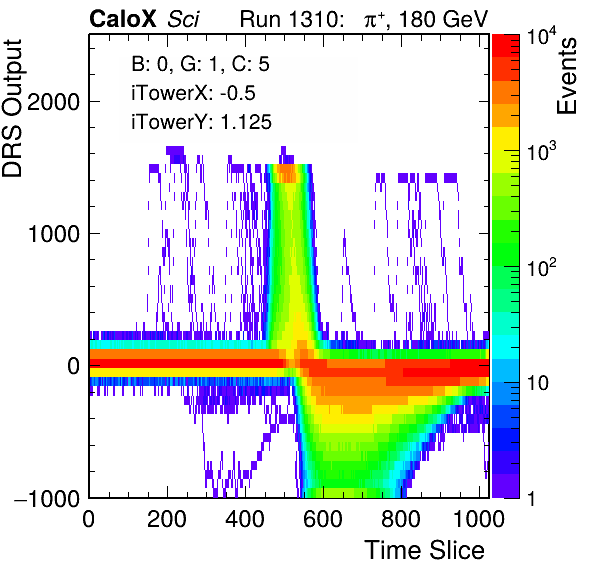 CaloX Sci Run 1310: π⁺, 180 GeV
B: 0, G: 1, C: 5
iTowerX: -0.5
iTowerY: 1.125
DRS Output
2000
1000
0
−1000
0 200 400 600 800 1000
Time Slice
Events
10⁴
10³
10²
10
1